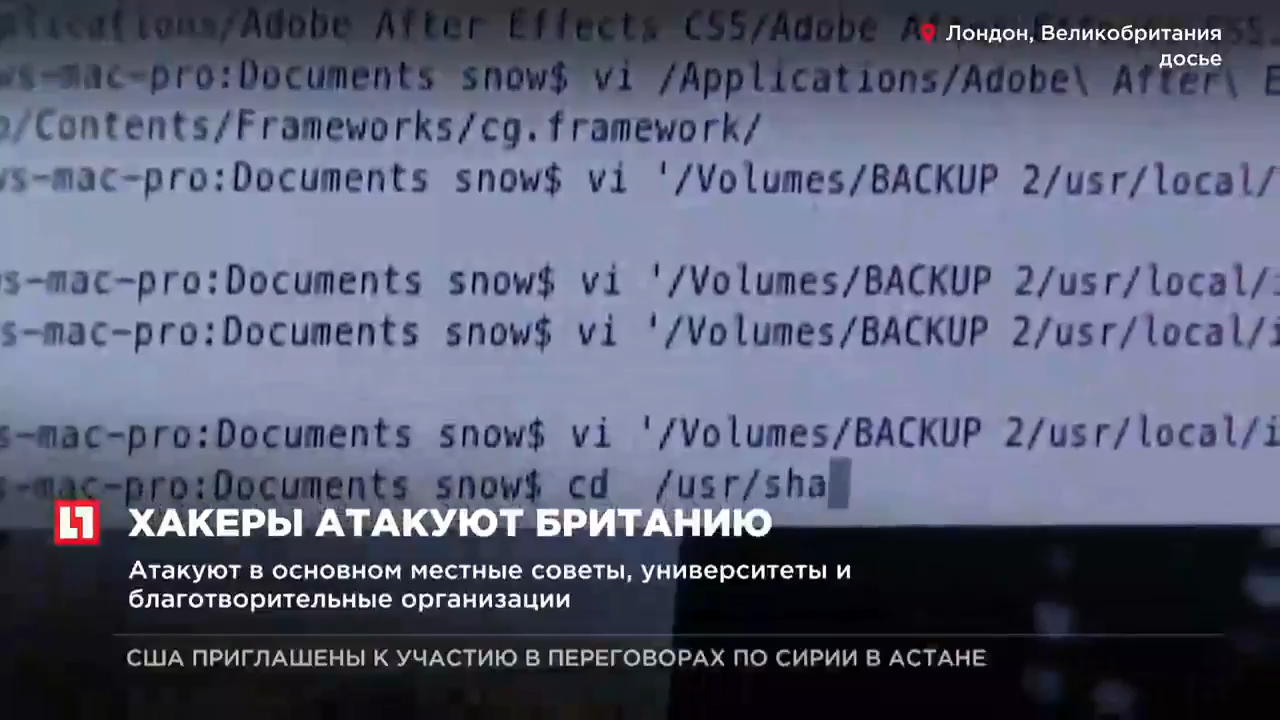 plications/Adobe After Effects CS5/Adobe
Лондон, Великобритания
досье
ws-mac-pro:Documents snow$ vi /Applications/Adobe\ After\ E
p/Contents/Frameworks/cg.framework/
ws-mac-pro:Documents snow$ vi '/Volumes/BACKUP 2/usr/local/
ws-mac-pro:Documents snow$ vi '/Volumes/BACKUP 2/usr/local/i
s-mac-pro:Documents snow$ vi '/Volumes/BACKUP 2/usr/local/i
s-mac-pro:Documents snow$ vi '/Volumes/BACKUP 2/usr/local/i
s-mac-pro:Documents snow$ cd /usr/sha
ХАКЕРЫ АТАКУЮТ БРИТАНИЮ
Атакуют в основном местные советы, университеты и
благотворительные организации
США ПРИГЛАШЕНЫ К УЧАСТИЮ В ПЕРЕГОВОРАХ ПО СИРИИ В АСТАНЕ